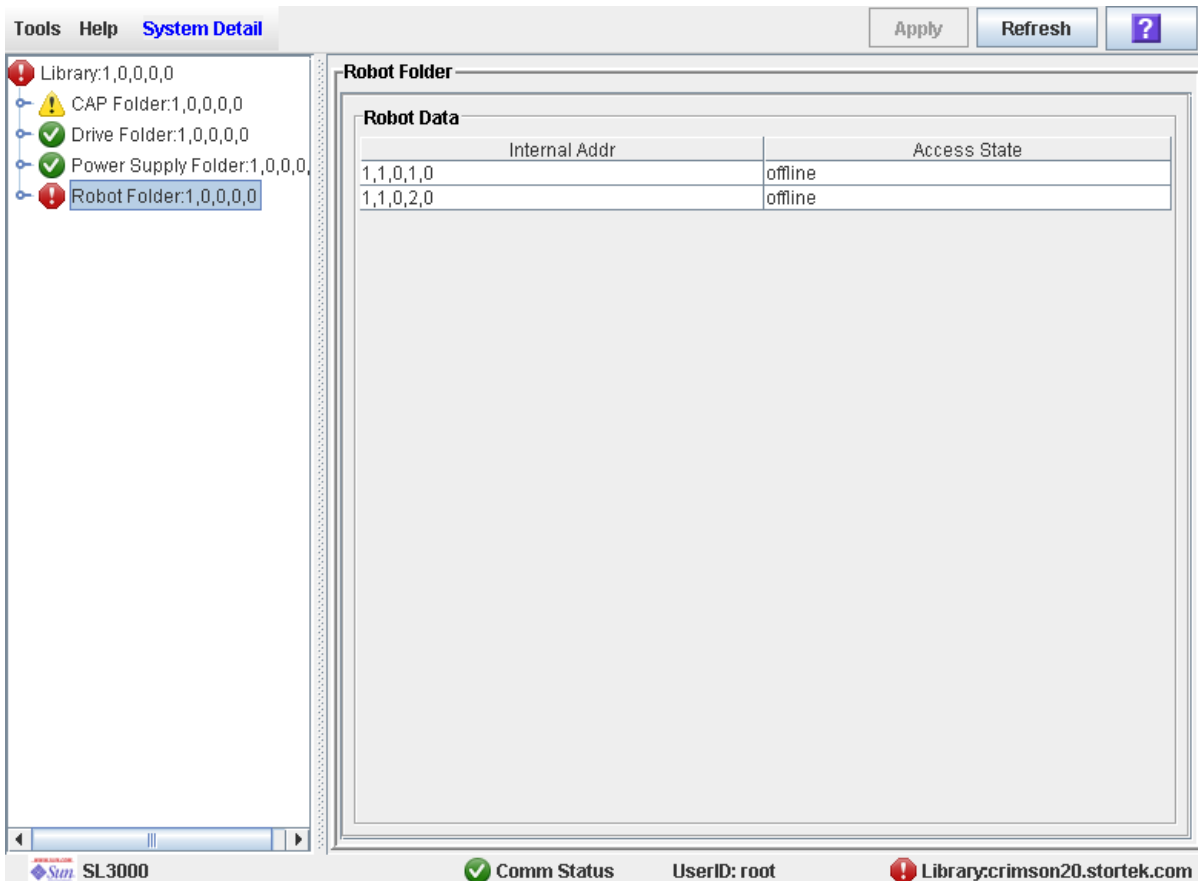 Tools Help System Detail Apply Refresh ?
Library:1,0,0,0,0
CAP Folder:1,0,0,0,0
Drive Folder:1,0,0,0,0
Power Supply Folder:1,0,0,0,
Robot Folder:1,0,0,0,0
Robot Folder
Robot Data
Internal Addr Access State
1,1,0,1,0 offline
1,1,0,2,0 offline
Sun SL3000 Comm Status UserID: root Library:crimson20.stortek.com